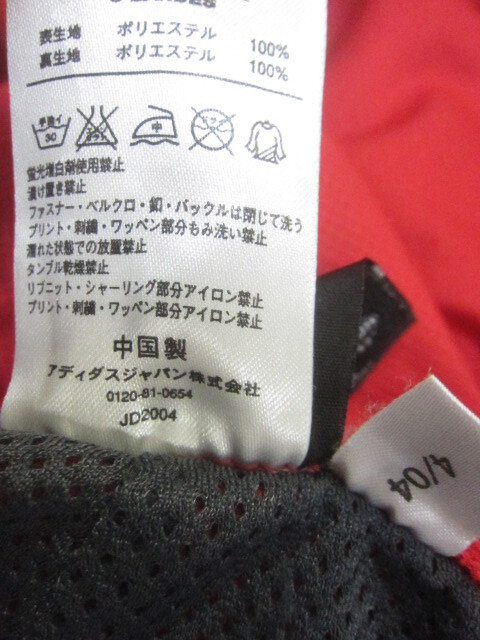 表生地 ポリエステル 100%
裏生地 ポリエステル 100%
手洗イ
30
中
蛍光増白剤使用禁止
漬け置き禁止
ファスナー・ベルクロ・釦・バックルは閉じて洗う
プリント・刺繍・ワッペン部分もみ洗い禁止
濡れた状態での放置禁止
タンブル乾燥禁止
リブニット・シャーリング部分アイロン禁止
プリント・刺繍・ワッペン部分アイロン禁止
中国製
アディダスジャパン株式会社
0120-81-0654
JD2004
4/04